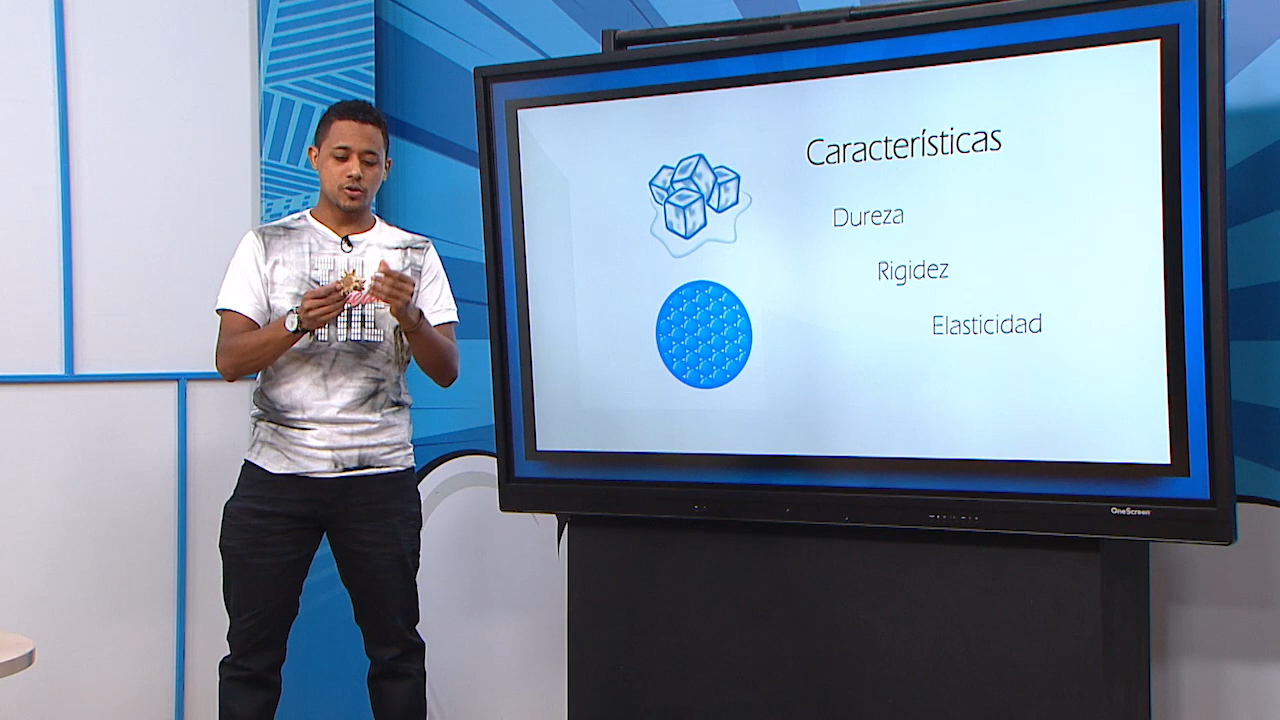 Características
Dureza
Rigidez
Elasticidad
OneScreen